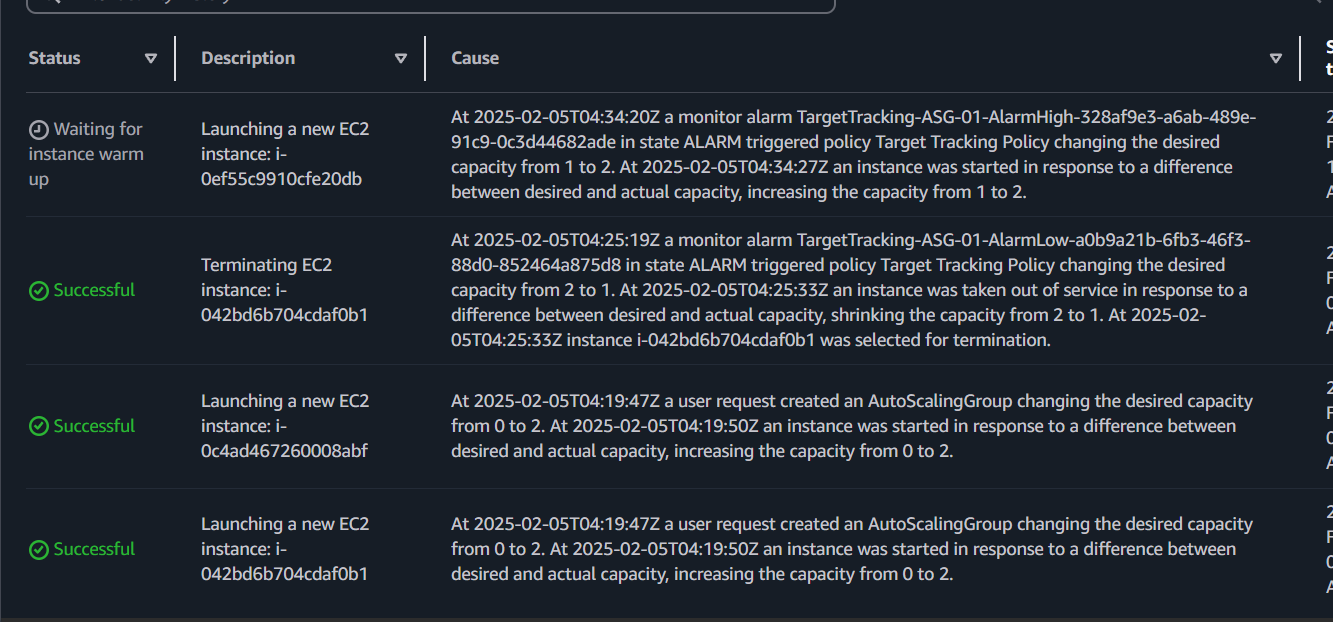 Status
Description
Cause
Waiting for
instance warm
up
Launching a new EC2
instance: i-
0ef55c9910cfe20db
At 2025-02-05T04:34:20Z a monitor alarm TargetTracking-ASG-01-AlarmHigh-328af9e3-a6ab-489e-
91c9-0c3d44682ade in state ALARM triggered policy Target Tracking Policy changing the desired
capacity from 1 to 2. At 2025-02-05T04:34:27Z an instance was started in response to a difference
between desired and actual capacity, increasing the capacity from 1 to 2.
Successful
Terminating EC2
instance: i-
042bd6b704cdaf0b1
At 2025-02-05T04:25:19Z a monitor alarm TargetTracking-ASG-01-AlarmLow-a0b9a21b-6fb3-46f3-
88d0-852464a875d8 in state ALARM triggered policy Target Tracking Policy changing the desired
capacity from 2 to 1. At 2025-02-05T04:25:33Z an instance was taken out of service in response to a
difference between desired and actual capacity, shrinking the capacity from 2 to 1. At 2025-02-
05T04:25:33Z instance i-042bd6b704cdaf0b1 was selected for termination.
Successful
Launching a new EC2
instance: i-
0c4ad467260008abf
At 2025-02-05T04:19:47Z a user request created an AutoScalingGroup changing the desired capacity
from 0 to 2. At 2025-02-05T04:19:50Z an instance was started in response to a difference between
desired and actual capacity, increasing the capacity from 0 to 2.
Successful
Launching a new EC2
instance: i-
042bd6b704cdaf0b1
At 2025-02-05T04:19:47Z a user request created an AutoScalingGroup changing the desired capacity
from 0 to 2. At 2025-02-05T04:19:50Z an instance was started in response to a difference between
desired and actual capacity, increasing the capacity from 0 to 2.